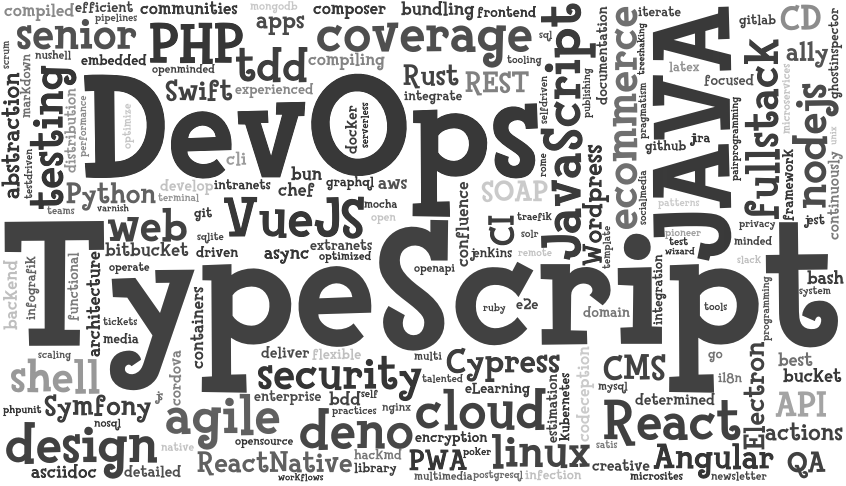 compiled
efficient
pipelines
communities
mongodb
apps
composer
bundling
frontend
sql
JavaScript
documentation
iterate
gitlab
CD
scrum
nushell
senior
embedded
PHP
openminded
tdd
coverage
compiling
tooling
selfdriven
publishing
ecommerce
pragmatism
treeshaking
latex
JAVA
focused
fullstack
microservices
ally
ghostinspector
abstraction
markdown
testdriven
testing
distribution
performance
DevOps
optimise
Swift
experienced
docker
serverless
Rust
integrate
REST
rome
github
jira
pairprogramming
nodejs
unix
cli
Python
teams
varnish
develop
terminal
intranets
bun
chef
graphql
aws
mocha
open
confluence
SOAP
CI
traefik
solr
remote
Wordpress
template
socialmedia
patterns
pioneer
test
wizard
privacy
minded
slack
framework
jest
continuously
web
git
sqlite
bitbucket
driven
VueJS
async
extranets
optimized
openapi
jenkins
integration
TypeScript
backend
infografik
functional
architecture
operate
tickets
media
containers
ruby
e2e
domain
tools
programming
bash
system
scaling
shell
cordova
js
deliver
flexible
security
multi
talented
Cypress
eLearning
estimation
Kubernetes
codeception
CMS
mysql
go
il8n
Electron
best
bucket
determined
phpunit
Symfony
nosql
agile
enterprise
bdd
self
practices
nginx
cloud
React
API
actions
design
native
opensource
deno
hackmd
encryption
poker
linux
satis
asciidoc
detailed
ReactNative
workflows
library
PWA
multimedia
postgresql
infection
creative
microsites
Angular
newsletter
QA